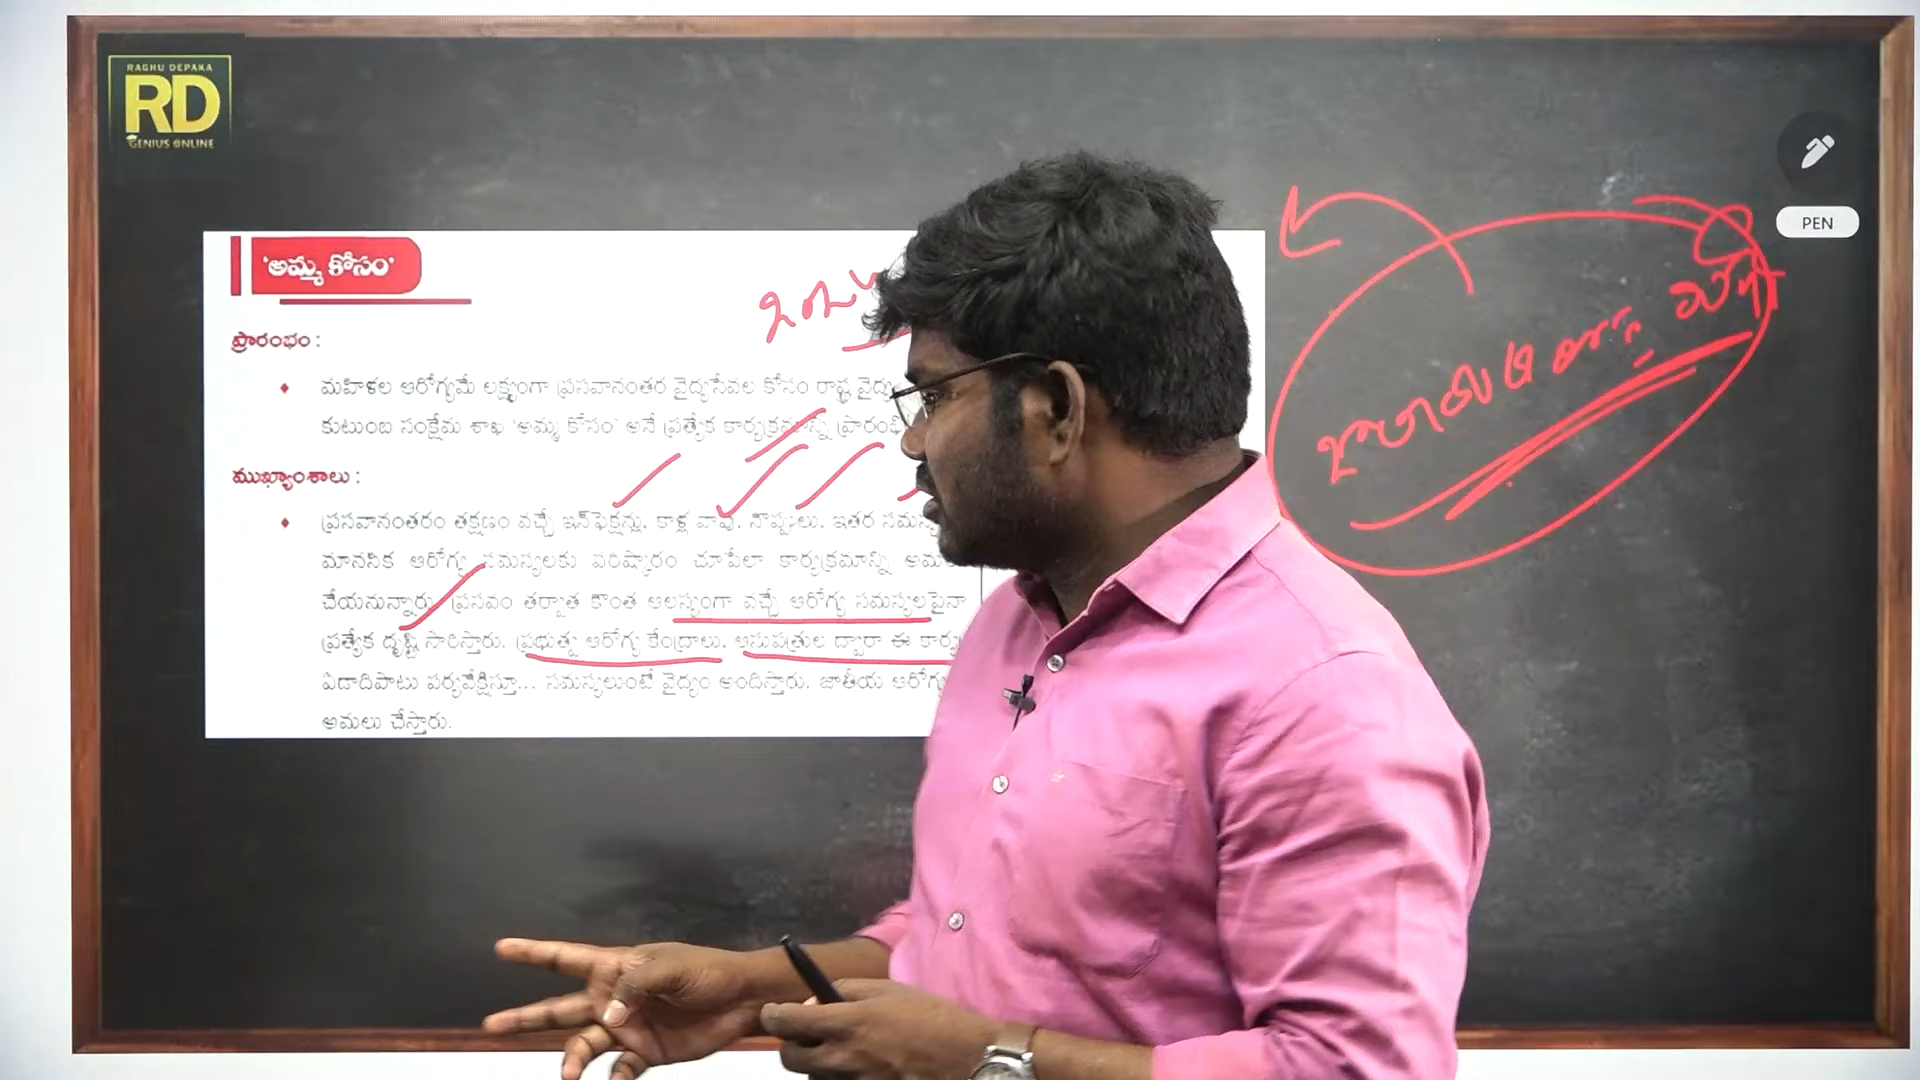 RAGHU DEPAKA
RD
GENIUS ONLINE
PEN
'అమ్మ కోసం'
ప్రారంభం :
మహిళల ఆరోగ్యమే లక్ష్యంగా ప్రసవానంతర వైద్యసేవల కోసం రాష్ట్ర వైద్య
కుటుంబ సంక్షేమ శాఖ 'అమ్మ కోసం' అనే ప్రత్యేక కార్యక్రమాన్ని
ముఖ్యాంశాలు :
ప్రసవానంతరం తక్షణం వచ్చే ఇన్‌ఫెక్షన్లు, కాళ్ల వాపు, నొప్పులు, ఇతర
మానసిక ఆరోగ్య సమస్యలకు పరిష్కారం చూపేలా కార్యక్రమాన్ని
చేయనున్నారు. ప్రసవం తర్వాత కొంత ఆలస్యంగా వచ్చే ఆరోగ్య సమస్యలపైనా
ప్రత్యేక దృష్టి సారిస్తారు. ప్రభుత్వ ఆరోగ్య కేంద్రాలు, ఆసుపత్రుల ద్వారా ఈ
ఏడాదిపాటు పర్యవేక్షిస్తూ... సమస్యలుంటే వైద్యం అందిస్తారు. జాతీయ ఆరోగ్య
అమలు చేస్తారు.